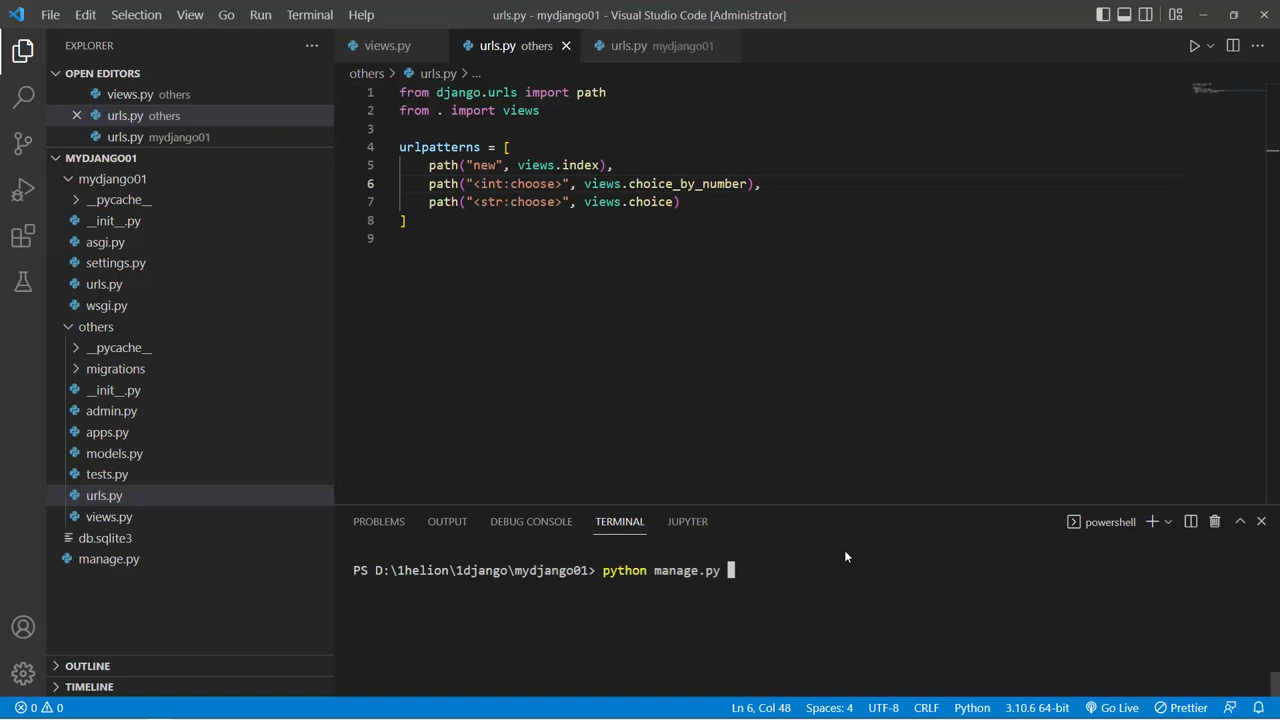 File Edit Selection View Go Run Terminal Help urls.py - mydjango01 - Visual Studio Code [Administrator]
EXPLORER
OPEN EDITORS
views.py others
urls.py others
urls.py mydjango01
MYDJANGO01
mydjango01
__pycache__
__init__.py
asgi.py
settings.py
urls.py
wsgi.py
others
__pycache__
migrations
__init__.py
admin.py
apps.py
models.py
tests.py
urls.py
views.py
db.sqlite3
manage.py
OUTLINE
TIMELINE
views.py urls.py others urls.py mydjango01
others > urls.py > ...
1 from django.urls import path
2 from . import views
3
4 urlpatterns = [
5 path("new", views.index),
6 path("<int:choose>", views.choice_by_number),
7 path("<str:choose>", views.choice)
8 ]
9
PROBLEMS OUTPUT DEBUG CONSOLE TERMINAL JUPYTER powershell
PS D:\1helion\1django\mydjango01> python manage.py
0 0 Ln 6, Col 48 Spaces: 4 UTF-8 CRLF Python 3.10.6 64-bit Go Live Prettier